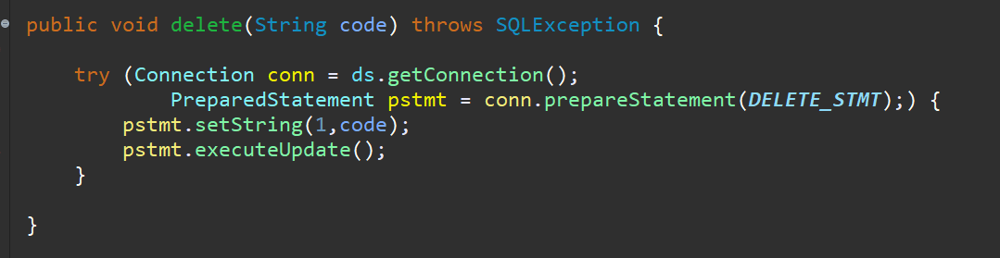 public void delete(String code) throws SQLException {
try (Connection conn = ds.getConnection();
PreparedStatement pstmt = conn.prepareStatement(DELETE_STMT);) {
pstmt.setString(1,code);
pstmt.executeUpdate();
}
}